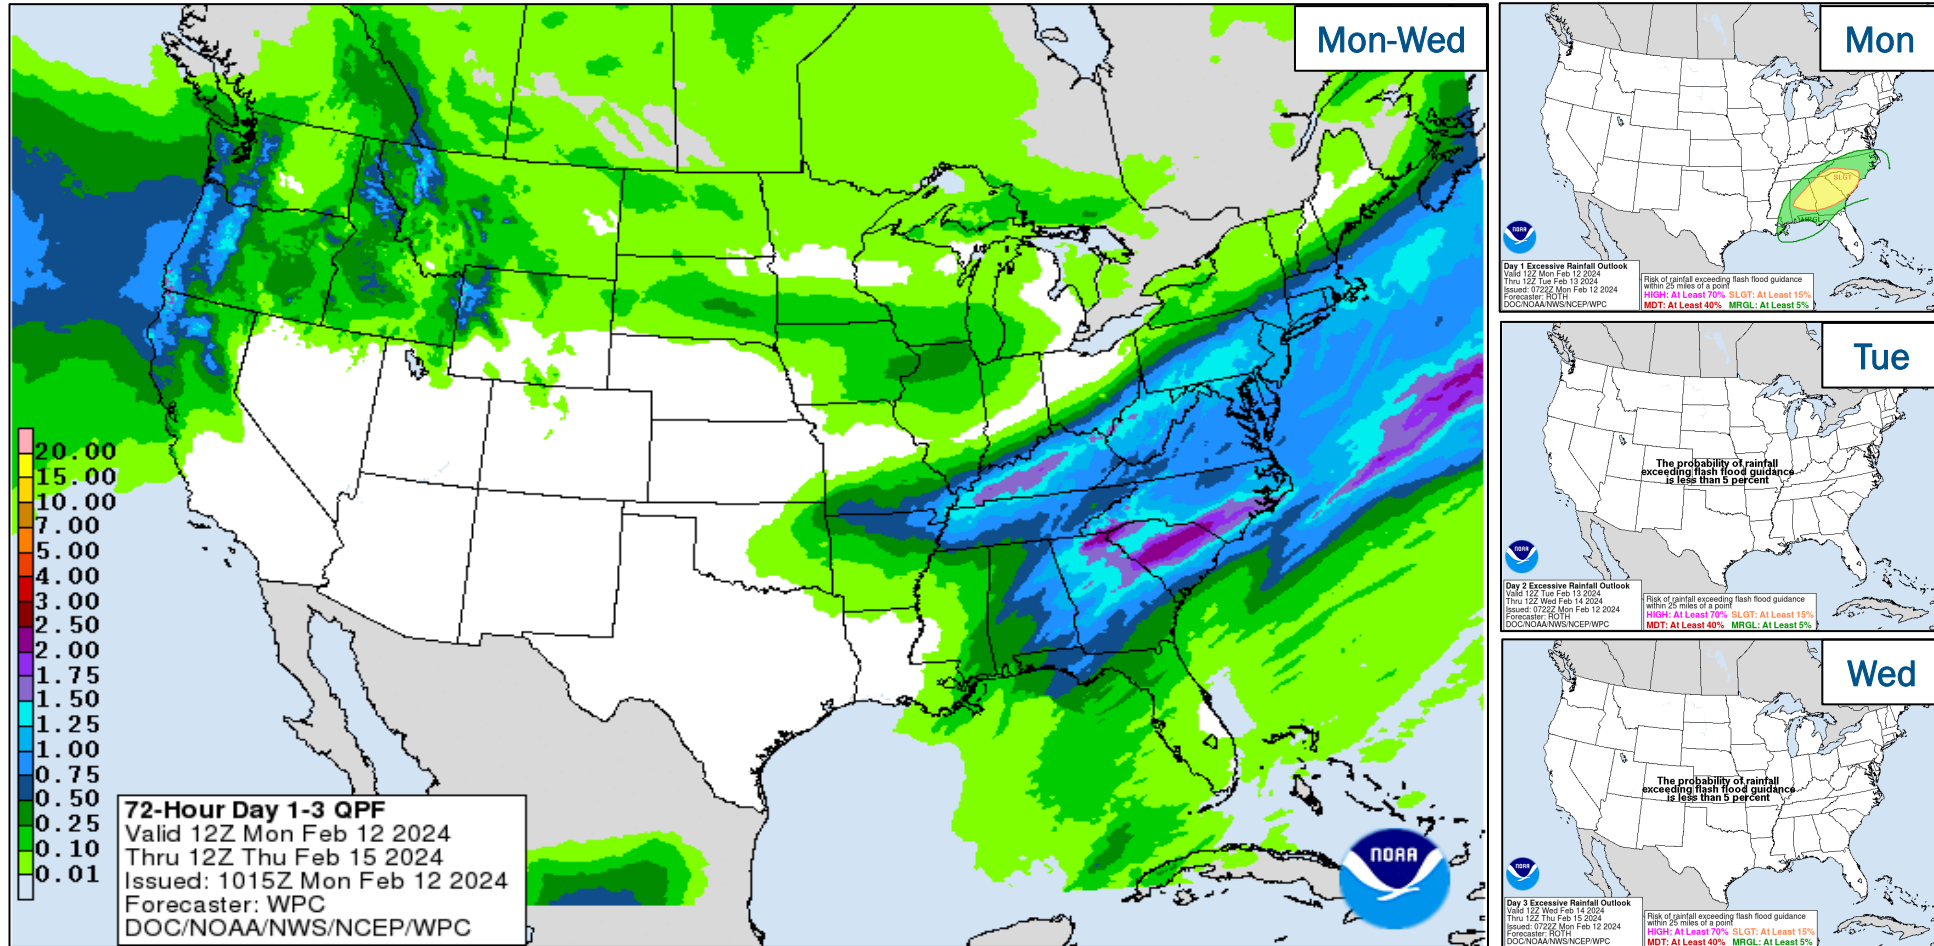 Mon-Wed
20.00
15.00
10.00
7.00
5.00
4.00
3.00
2.50
2.00
1.75
1.50
1.25
1.00
0.75
0.50
0.25
0.10
0.01
72-Hour Day 1-3 QPF
Valid 12Z Mon Feb 12 2024
Thru 12Z Thu Feb 15 2024
Issued: 1015Z Mon Feb 12 2024
Forecaster: WPC
DOC/NOAA/NWS/NCEP/WPC
NOAA
Mon
SLGT
MRGL
NOAA
Day 1 Excessive Rainfall Outlook
Valid 12Z Mon Feb 12 2024
Thru 12Z Tue Feb 13 2024
Issued: 0722Z Mon Feb 12 2024
Forecaster: ROTH
DOC/NOAA/NWS/NCEP/WPC
Risk of rainfall exceeding flash flood guidance
within 25 miles of a point
HIGH: At Least 70% SLGT: At Least 15%
MDT: At Least 40% MRGL: At Least 5%
Tue
The probability of rainfall
exceeding flash flood guidance
is less than 5 percent
NOAA
Day 2 Excessive Rainfall Outlook
Valid 12Z Tue Feb 13 2024
Thru 12Z Wed Feb 14 2024
Issued: 0722Z Mon Feb 12 2024
Forecaster: ROTH
DOC/NOAA/NWS/NCEP/WPC
Risk of rainfall exceeding flash flood guidance
within 25 miles of a point
HIGH: At Least 70% SLGT: At Least 15%
MDT: At Least 40% MRGL: At Least 5%
Wed
The probability of rainfall
exceeding flash flood guidance
is less than 5 percent
NOAA
Day 3 Excessive Rainfall Outlook
Valid 12Z Wed Feb 14 2024
Thru 12Z Thu Feb 15 2024
Issued: 0722Z Mon Feb 12 2024
Forecaster: ROTH
DOC/NOAA/NWS/NCEP/WPC
Risk of rainfall exceeding flash flood guidance
within 25 miles of a point
HIGH: At Least 70% SLGT: At Least 15%
MDT: At Least 40% MRGL: At Least 5%